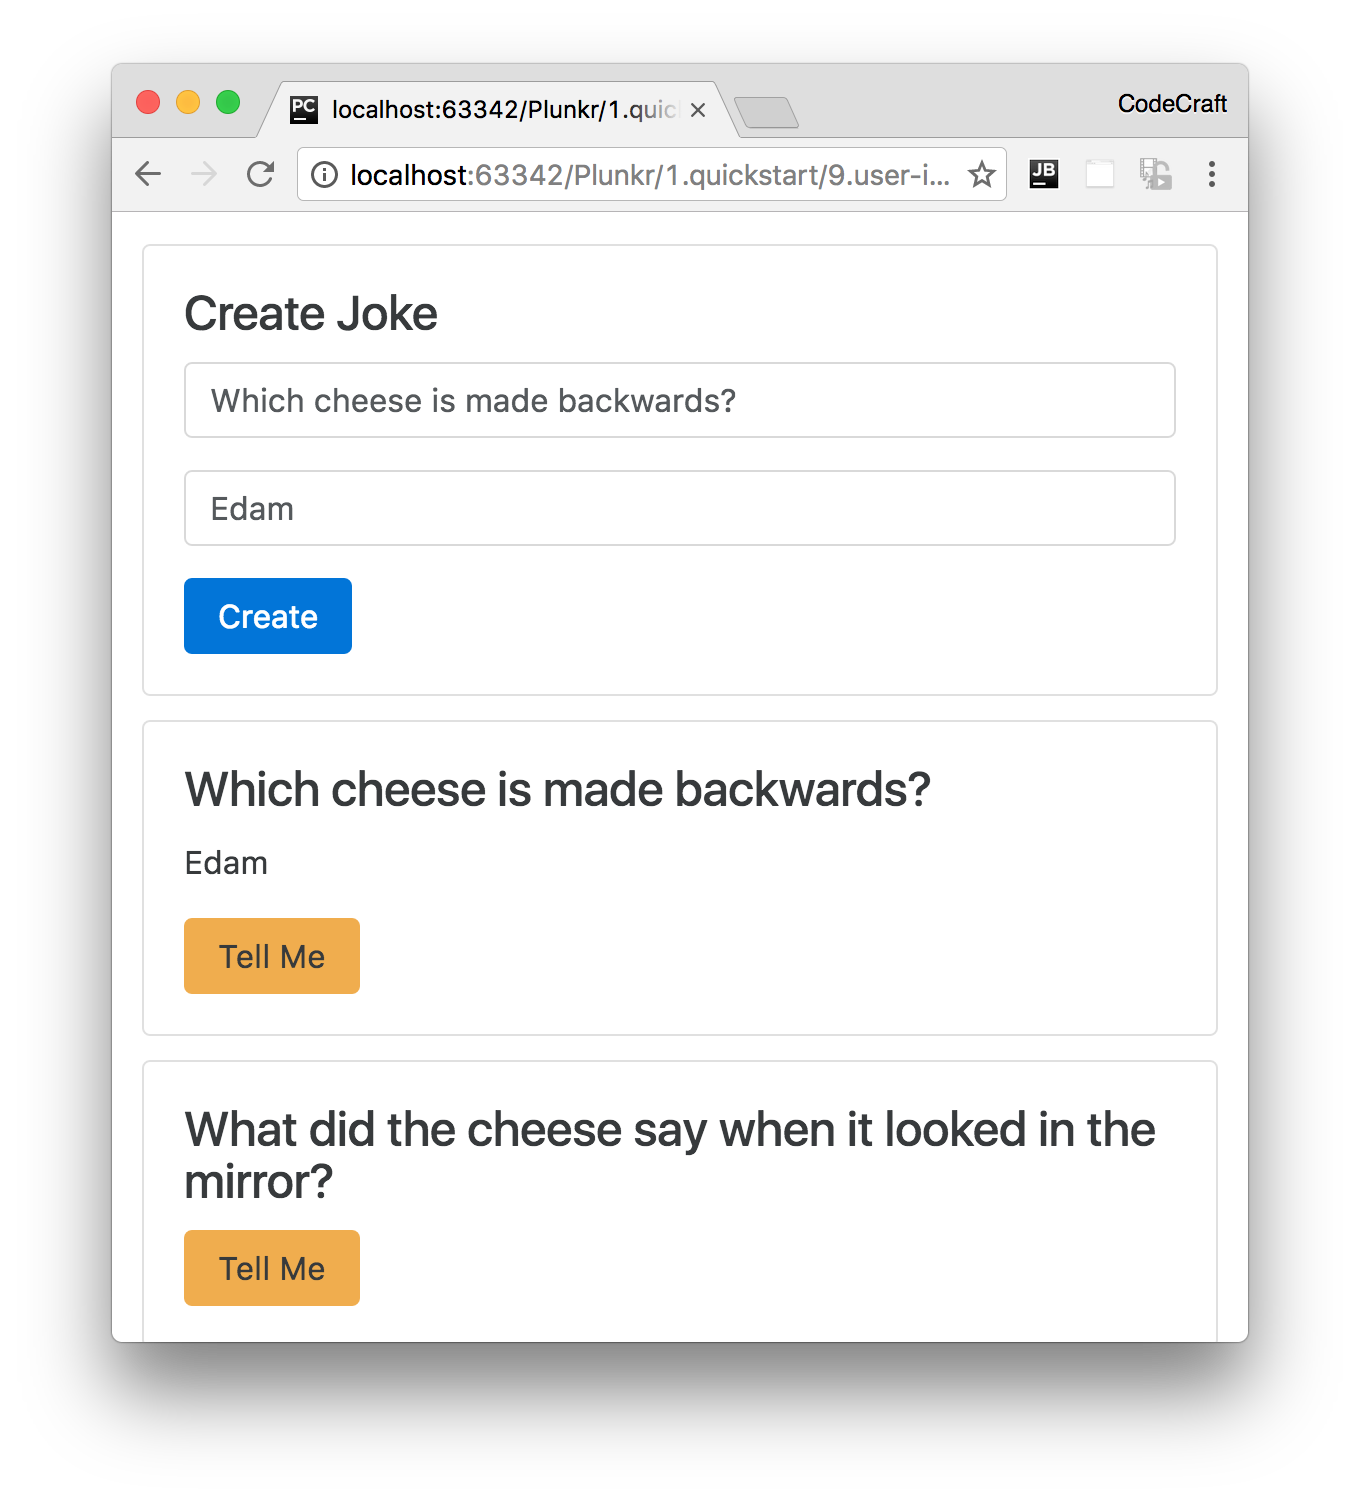 PC
localhost:63342/Plunkr/1.quic
CodeCraft
localhost:63342/Plunkr/1.quickstart/9.user-i...
JB
Create Joke
Which cheese is made backwards?
Edam
Create
Which cheese is made backwards?
Edam
Tell Me
What did the cheese say when it looked in the
mirror?
Tell Me